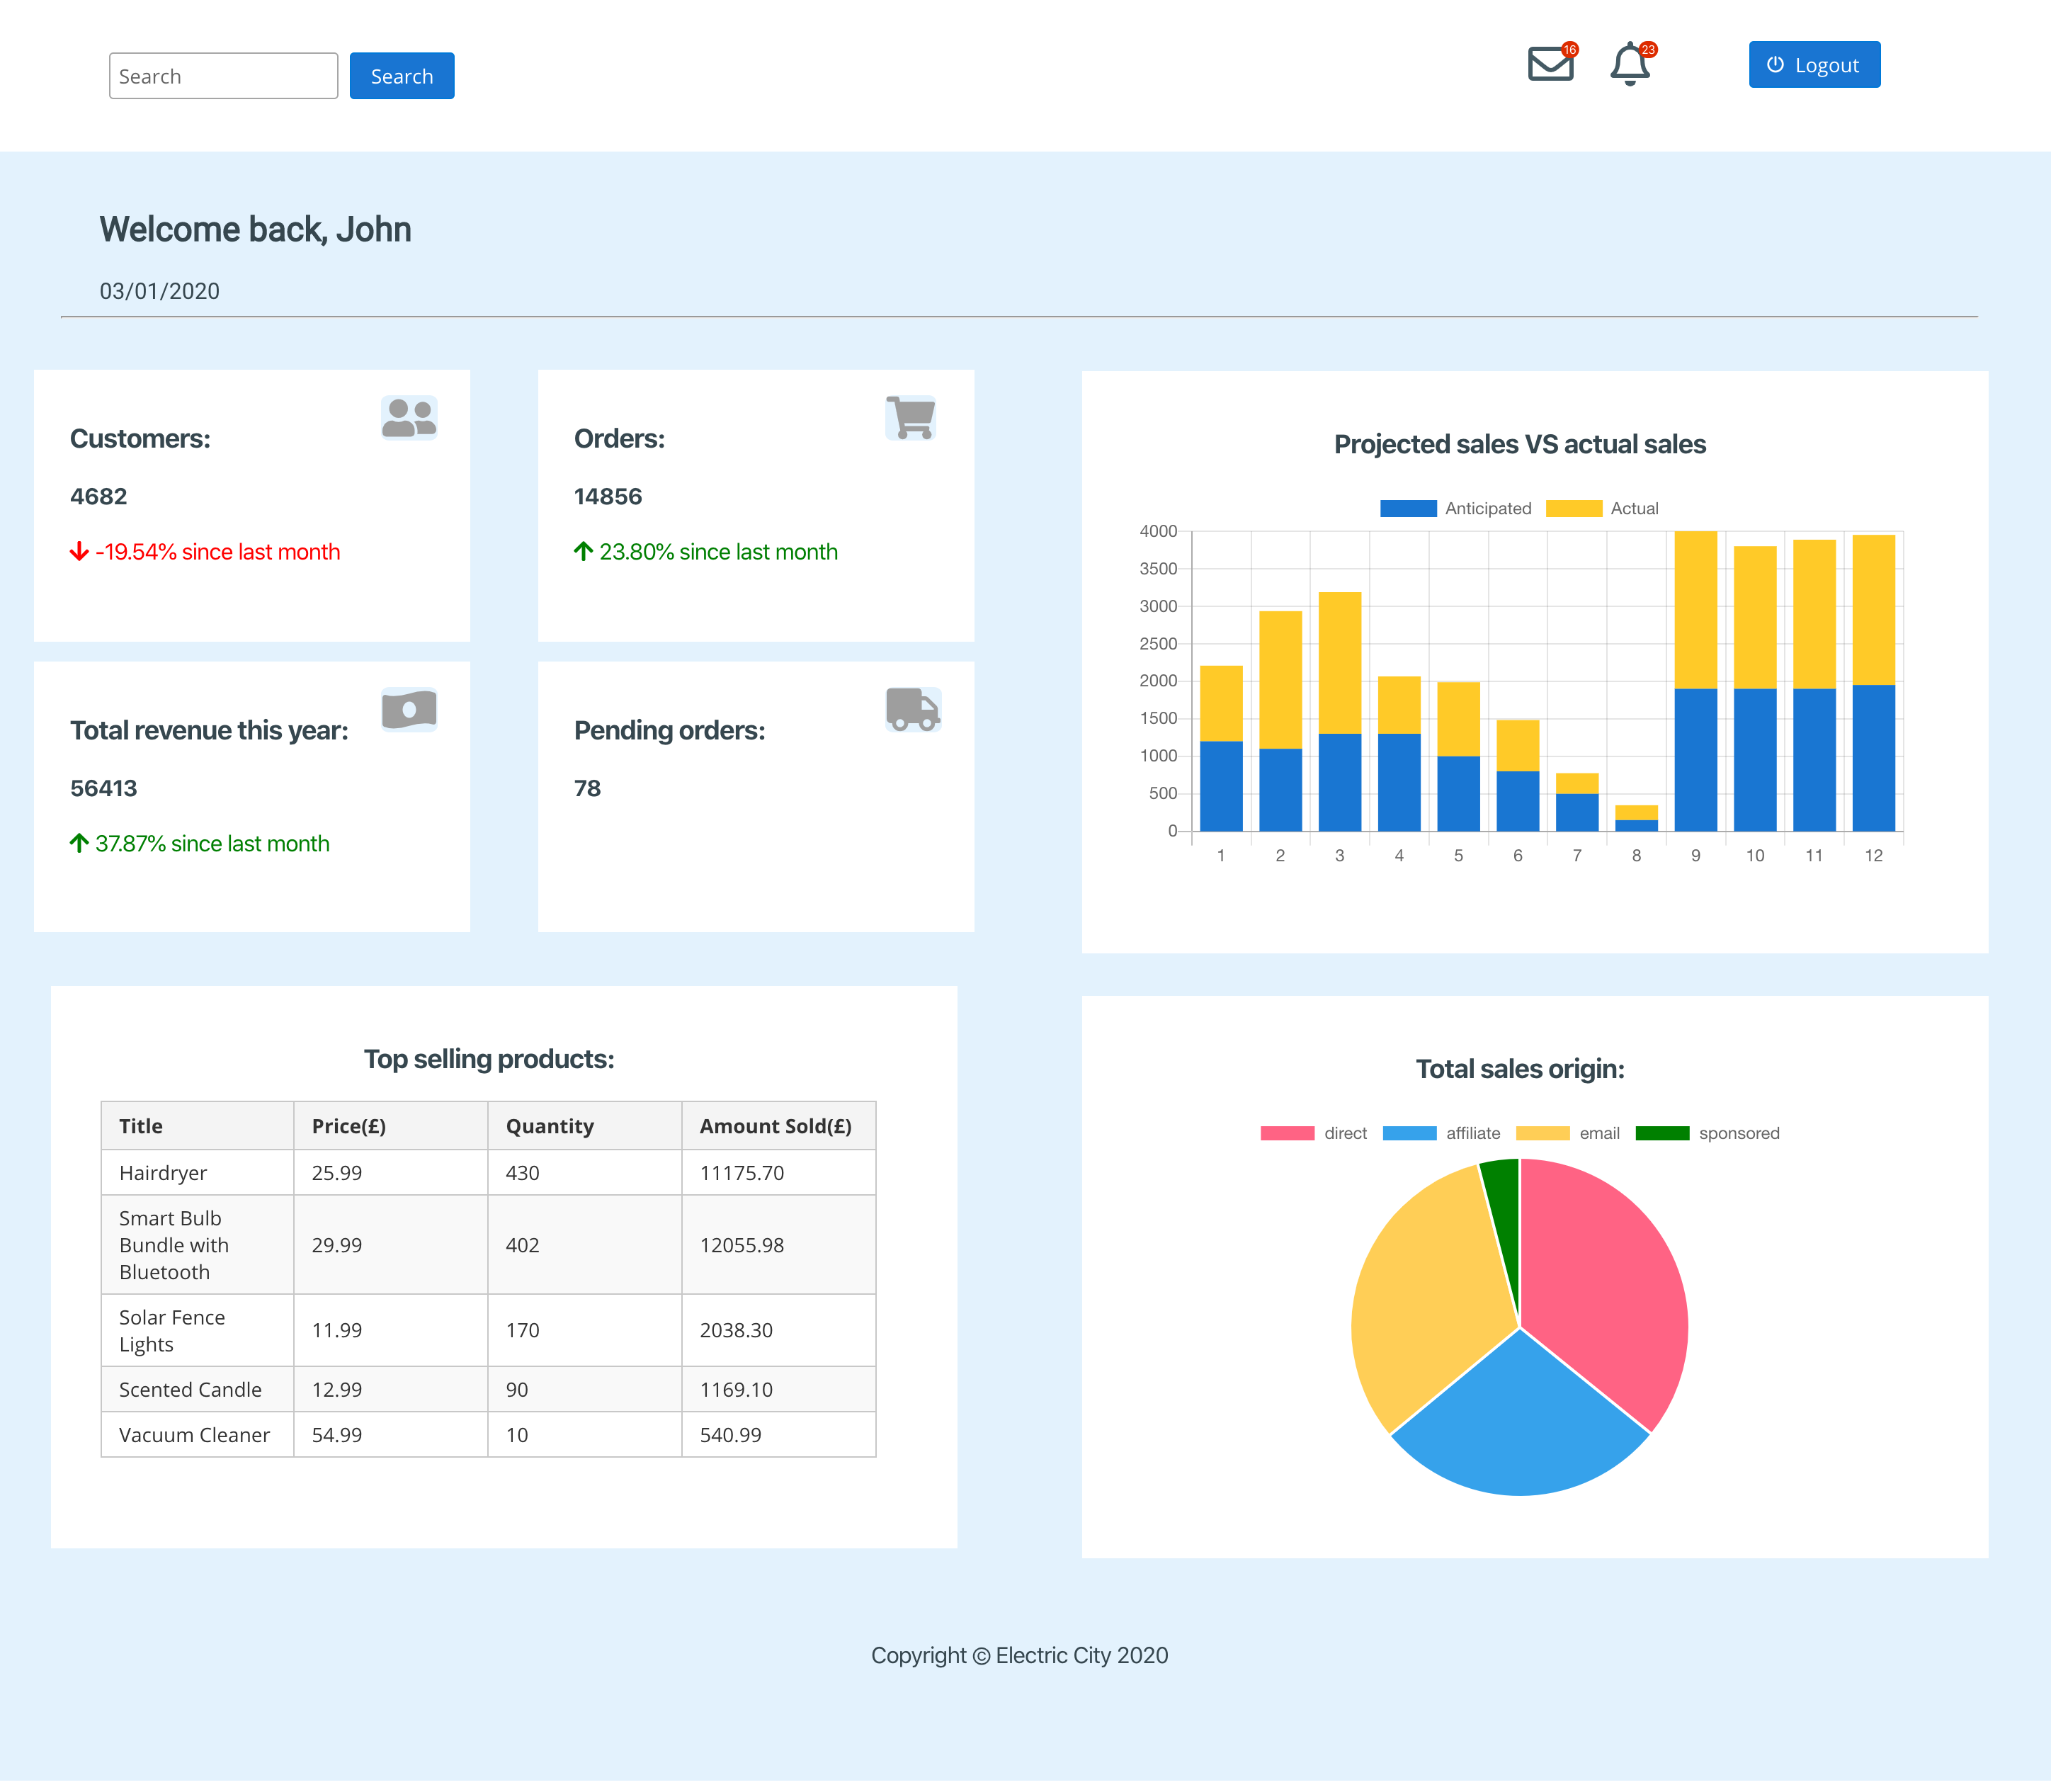 Search
Search
16
23
Logout
Welcome back, John
03/01/2020
Customers:
4682
-19.54% since last month
Orders:
14856
23.80% since last month
Total revenue this year:
56413
37.87% since last month
Pending orders:
78
Projected sales VS actual sales
Anticipated Actual
4000
3500
3000
2500
2000
1500
1000
500
0
1 2 3 4 5 6 7 8 9 10 11 12
Top selling products:
Title Price(£) Quantity Amount Sold(£)
Hairdryer 25.99 430 11175.70
Smart Bulb
Bundle with 29.99 402 12055.98
Bluetooth
Solar Fence
Lights 11.99 170 2038.30
Scented Candle 12.99 90 1169.10
Vacuum Cleaner 54.99 10 540.99
Total sales origin:
direct affiliate email sponsored
Copyright © Electric City 2020